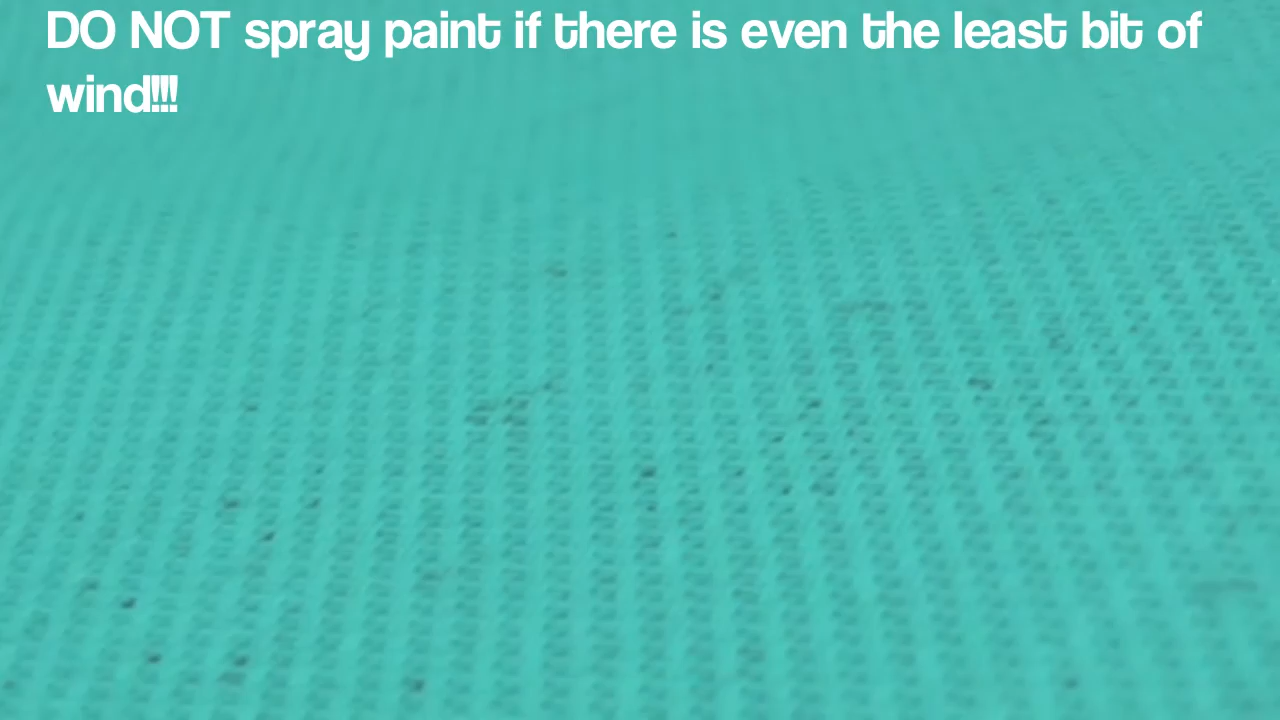 DO NOT spray paint if there is even the least bit of
wind!!!